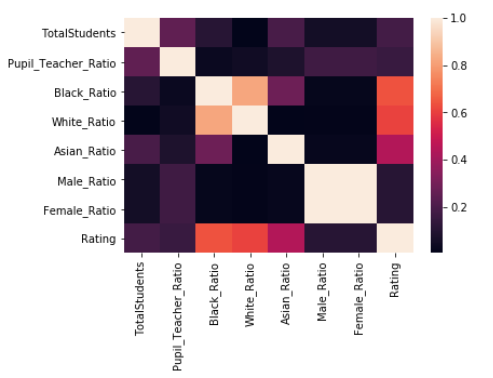 TotalStudents
Pupil_Teacher_Ratio
Black_Ratio
White_Ratio
Asian_Ratio
Male_Ratio
Female_Ratio
Rating
TotalStudents
Pupil_Teacher_Ratio
Black_Ratio
White_Ratio
Asian_Ratio
Male_Ratio
Female_Ratio
Rating
1.0
0.8
0.6
0.4
0.2